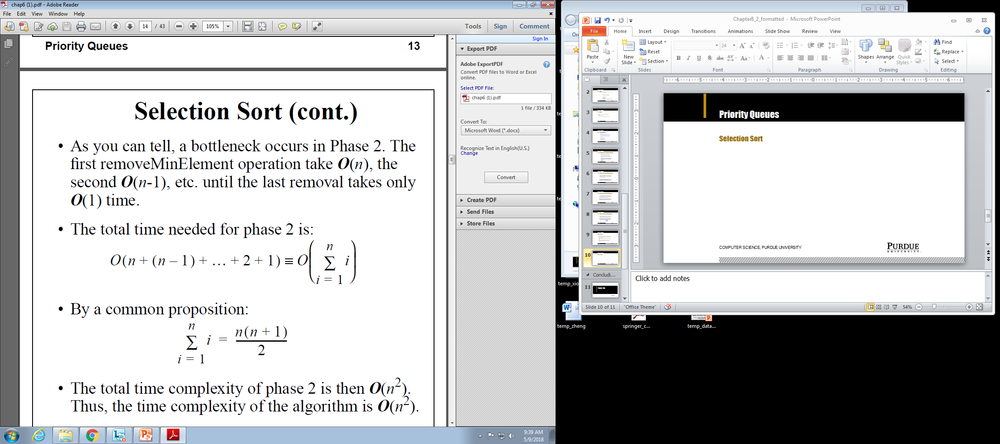 chap6 (1).pdf - Adobe Reader
File Edit View Window Help
14 / 43 105% Tools Sign Comment
Priority Queues 13
Selection Sort (cont.)
• As you can tell, a bottleneck occurs in Phase 2. The
first removeMinElement operation take O(n), the
second O(n-1), etc. until the last removal takes only
O(1) time.
• The total time needed for phase 2 is:
O(n + (n – 1) + … + 2 + 1) ≡ O( n ∑ i = 1 i )
• By a common proposition:
n ∑ i = 1 i = n(n + 1) / 2
• The total time complexity of phase 2 is then O(n²).
Thus, the time complexity of the algorithm is O(n²).
Sign In
Export PDF
Adobe ExportPDF
Convert PDF files to Word or Excel
online.
Select PDF File:
chap6 (1).pdf
1 file / 334 KB
Convert To:
Microsoft Word (*.docx)
Recognize Text in English(U.S.)
Change
Convert
Create PDF
Send Files
Store Files
9:39 AM
5/9/2018
Chapter8_2_formatted - Microsoft PowerPoint
File Home Insert Design Transitions Animations Slide Show Review View
Paste
Clipboard
New
Slide
Layout
Reset
Section
Slides
24
B I U S abc AV Aa A
Font
Paragraph
Shapes Arrange Quick
Styles
Drawing
Find
Replace
Select
Editing
2
3
4
5
6
7
8
9
10
Concludi...
11
Priority Queues
Selection Sort
COMPUTER SCIENCE, PURDUE UNIVERSITY
PURDUE
UNIVERSITY
Click to add notes
Slide 10 of 11 "Office Theme" 54%
temp_xio
temp_zheng
springer_c...
temp_data...